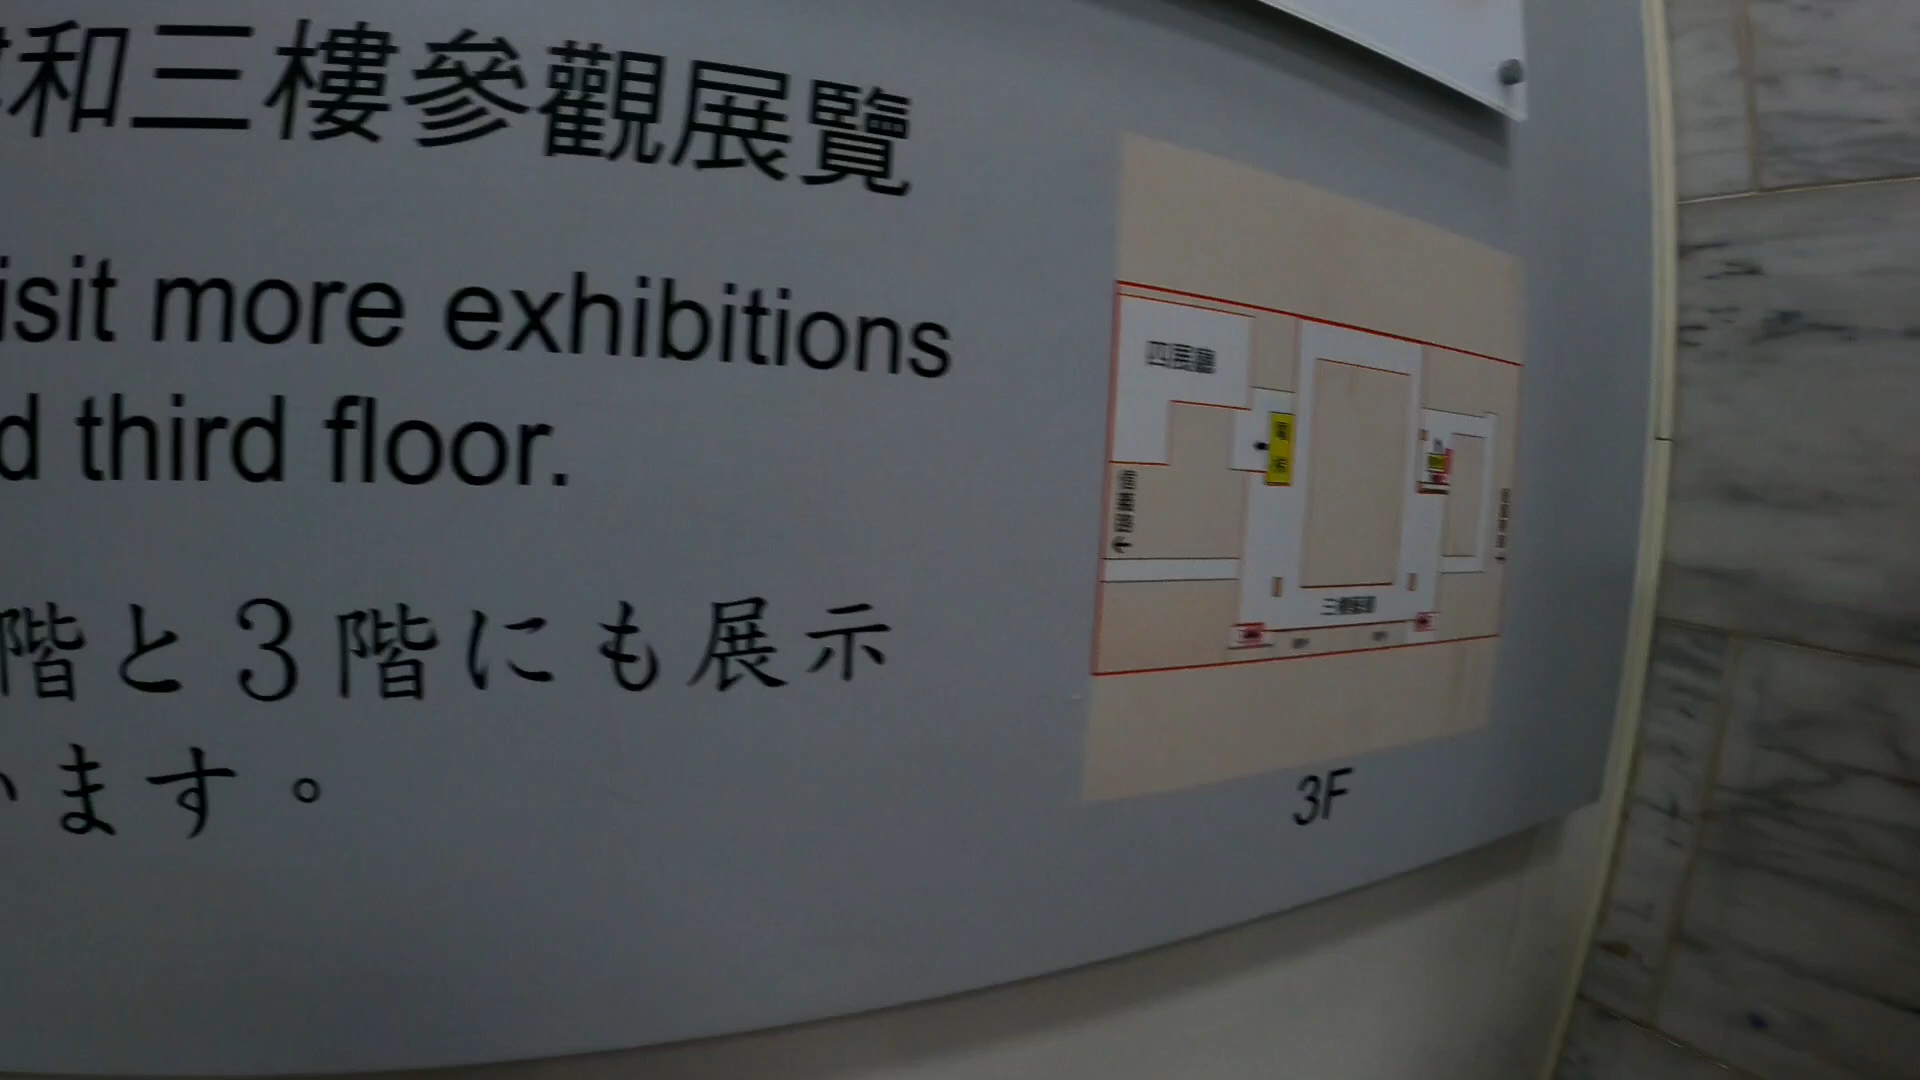 和三樓參觀展覽
isit more exhibitions
d third floor.
階と3階にも展示
います。
3F